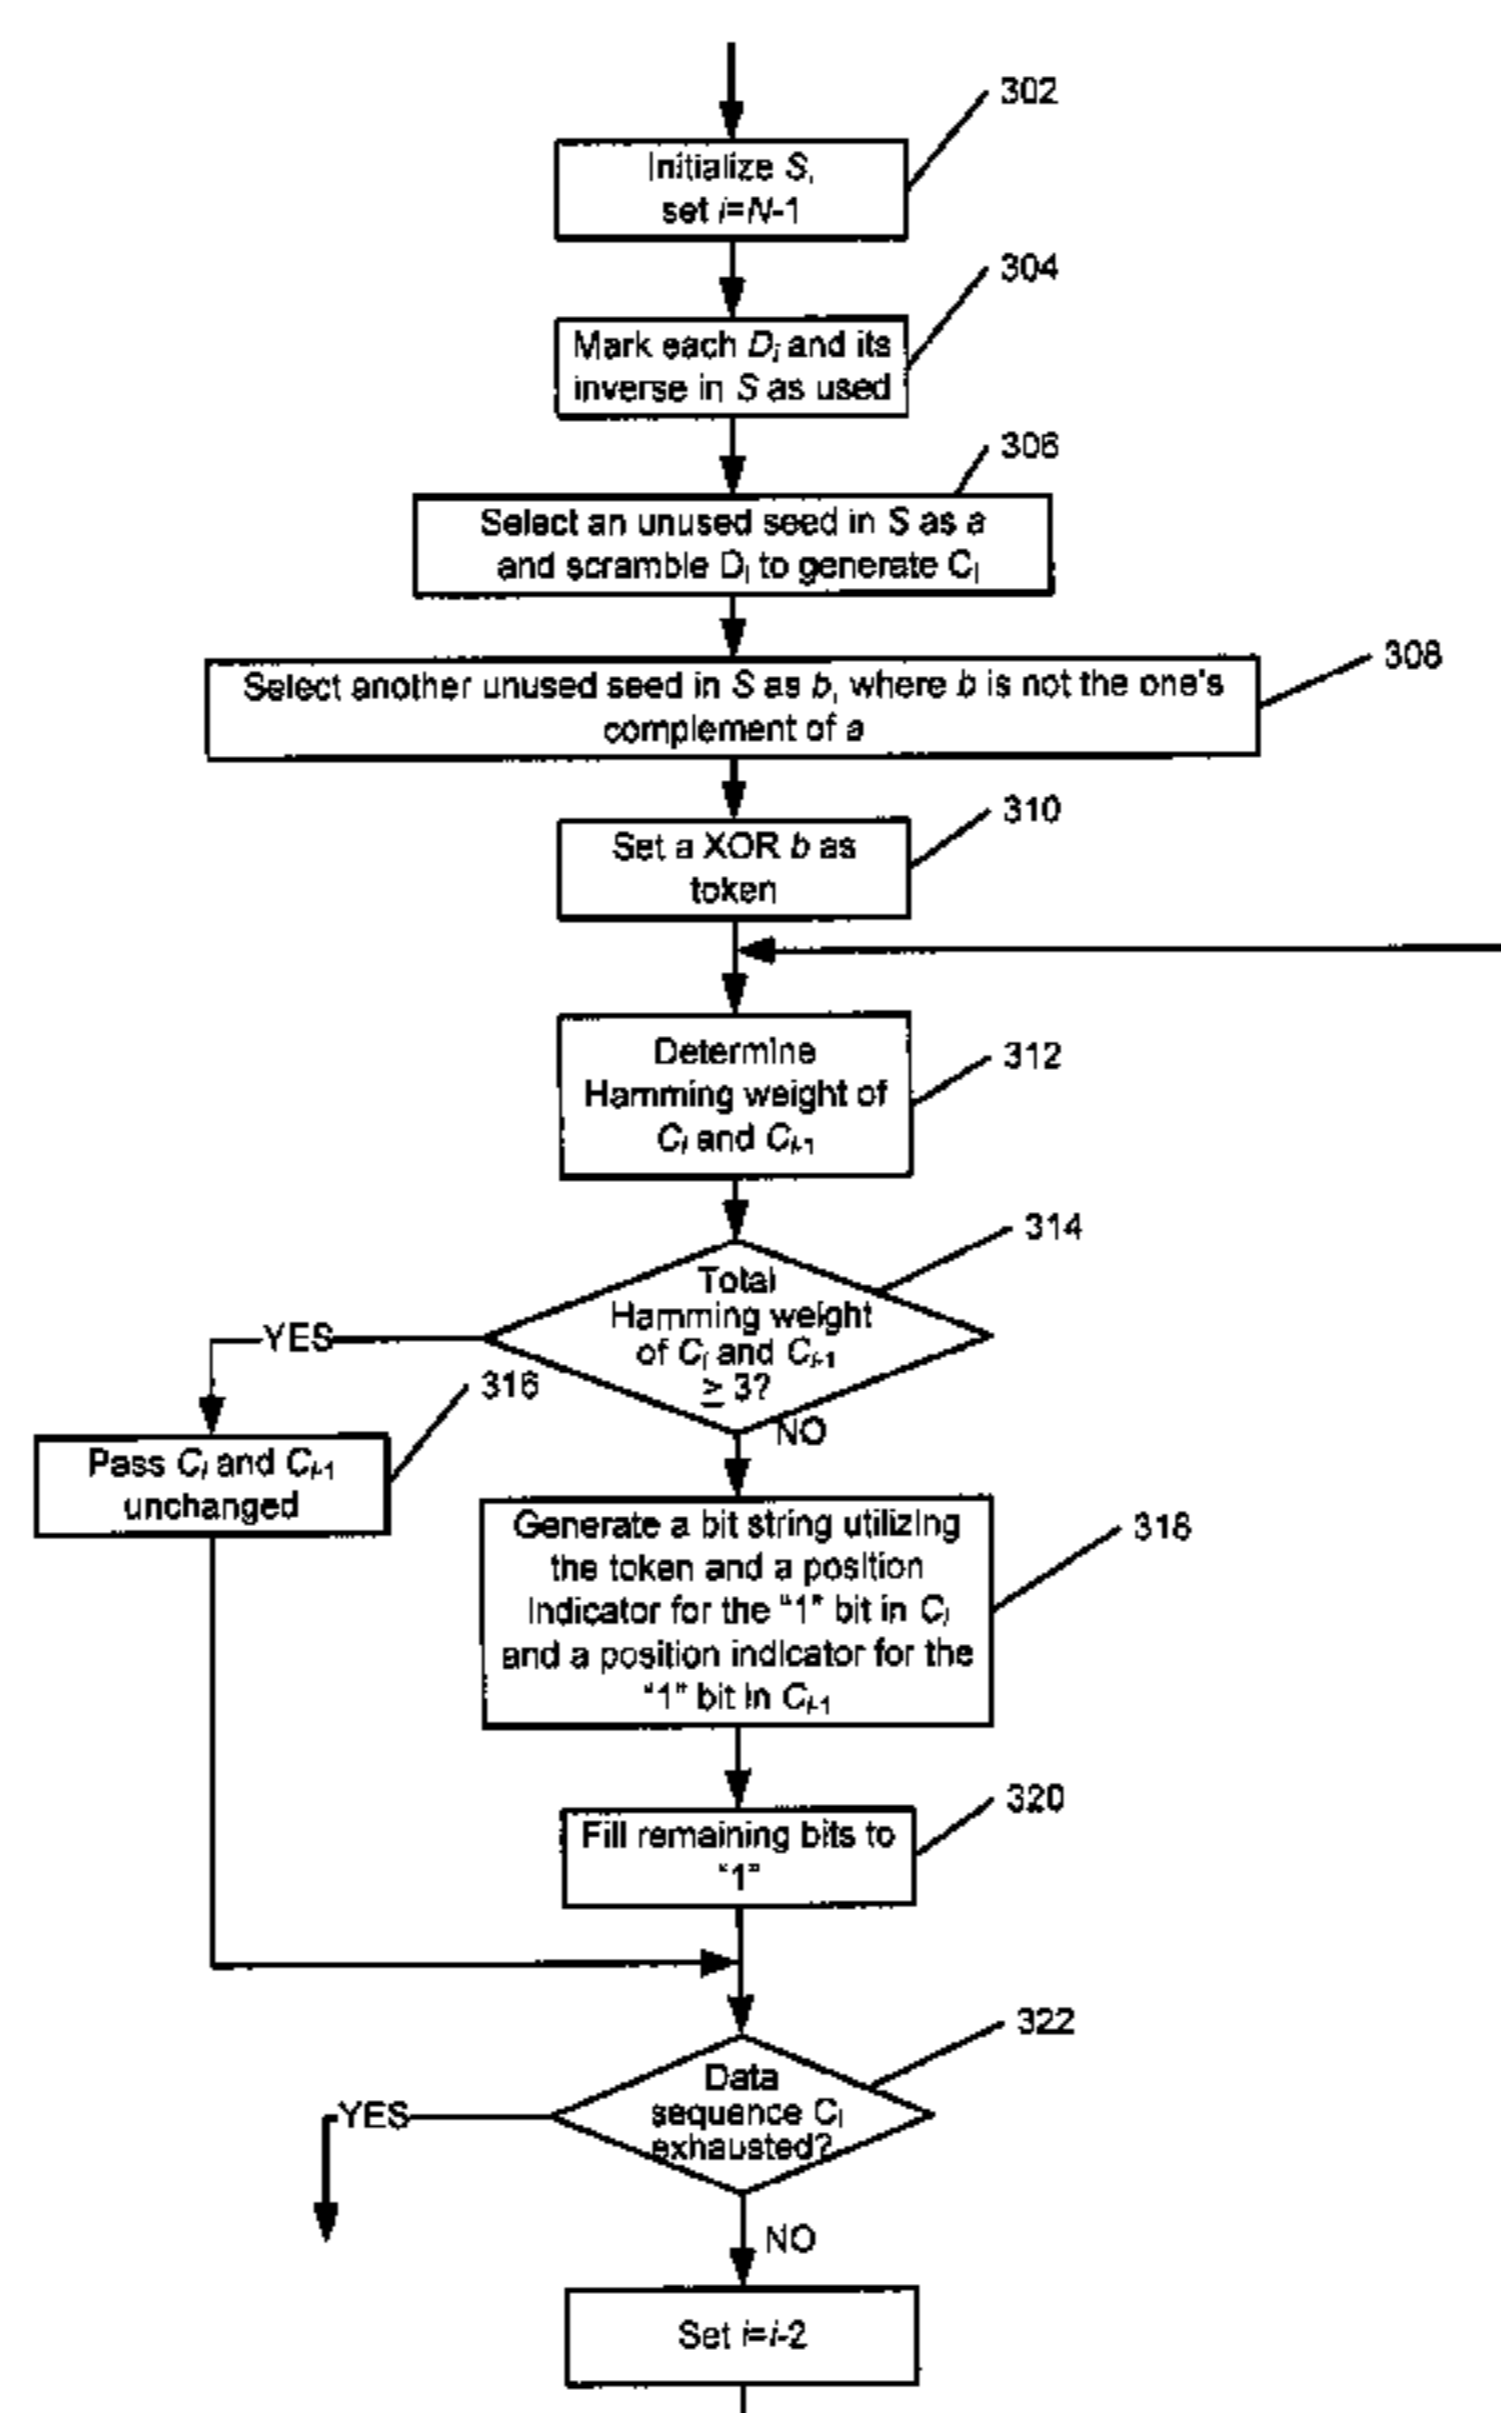 302
Initialize S,
set i=N-1
304
Mark each Di and its
inverse in S as used
306
Select an unused seed in S as a
and scramble Di to generate Ci
308
Select another unused seed in S as b, where b is not the one's
complement of a
310
Set a XOR b as
token
312
Determine
Hamming weight of
Ci and Ci-1
314
Total
Hamming weight
of Ci and Ci-1
≥ 3?
YES
NO
316
Pass Ci and Ci-1
unchanged
318
Generate a bit string utilizing
the token and a position
indicator for the “1” bit in Ci
and a position indicator for the
“1” bit in Ci-1
320
Fill remaining bits to
“1”
322
Data
sequence Ci
exhausted?
YES
NO
Set i=i-2